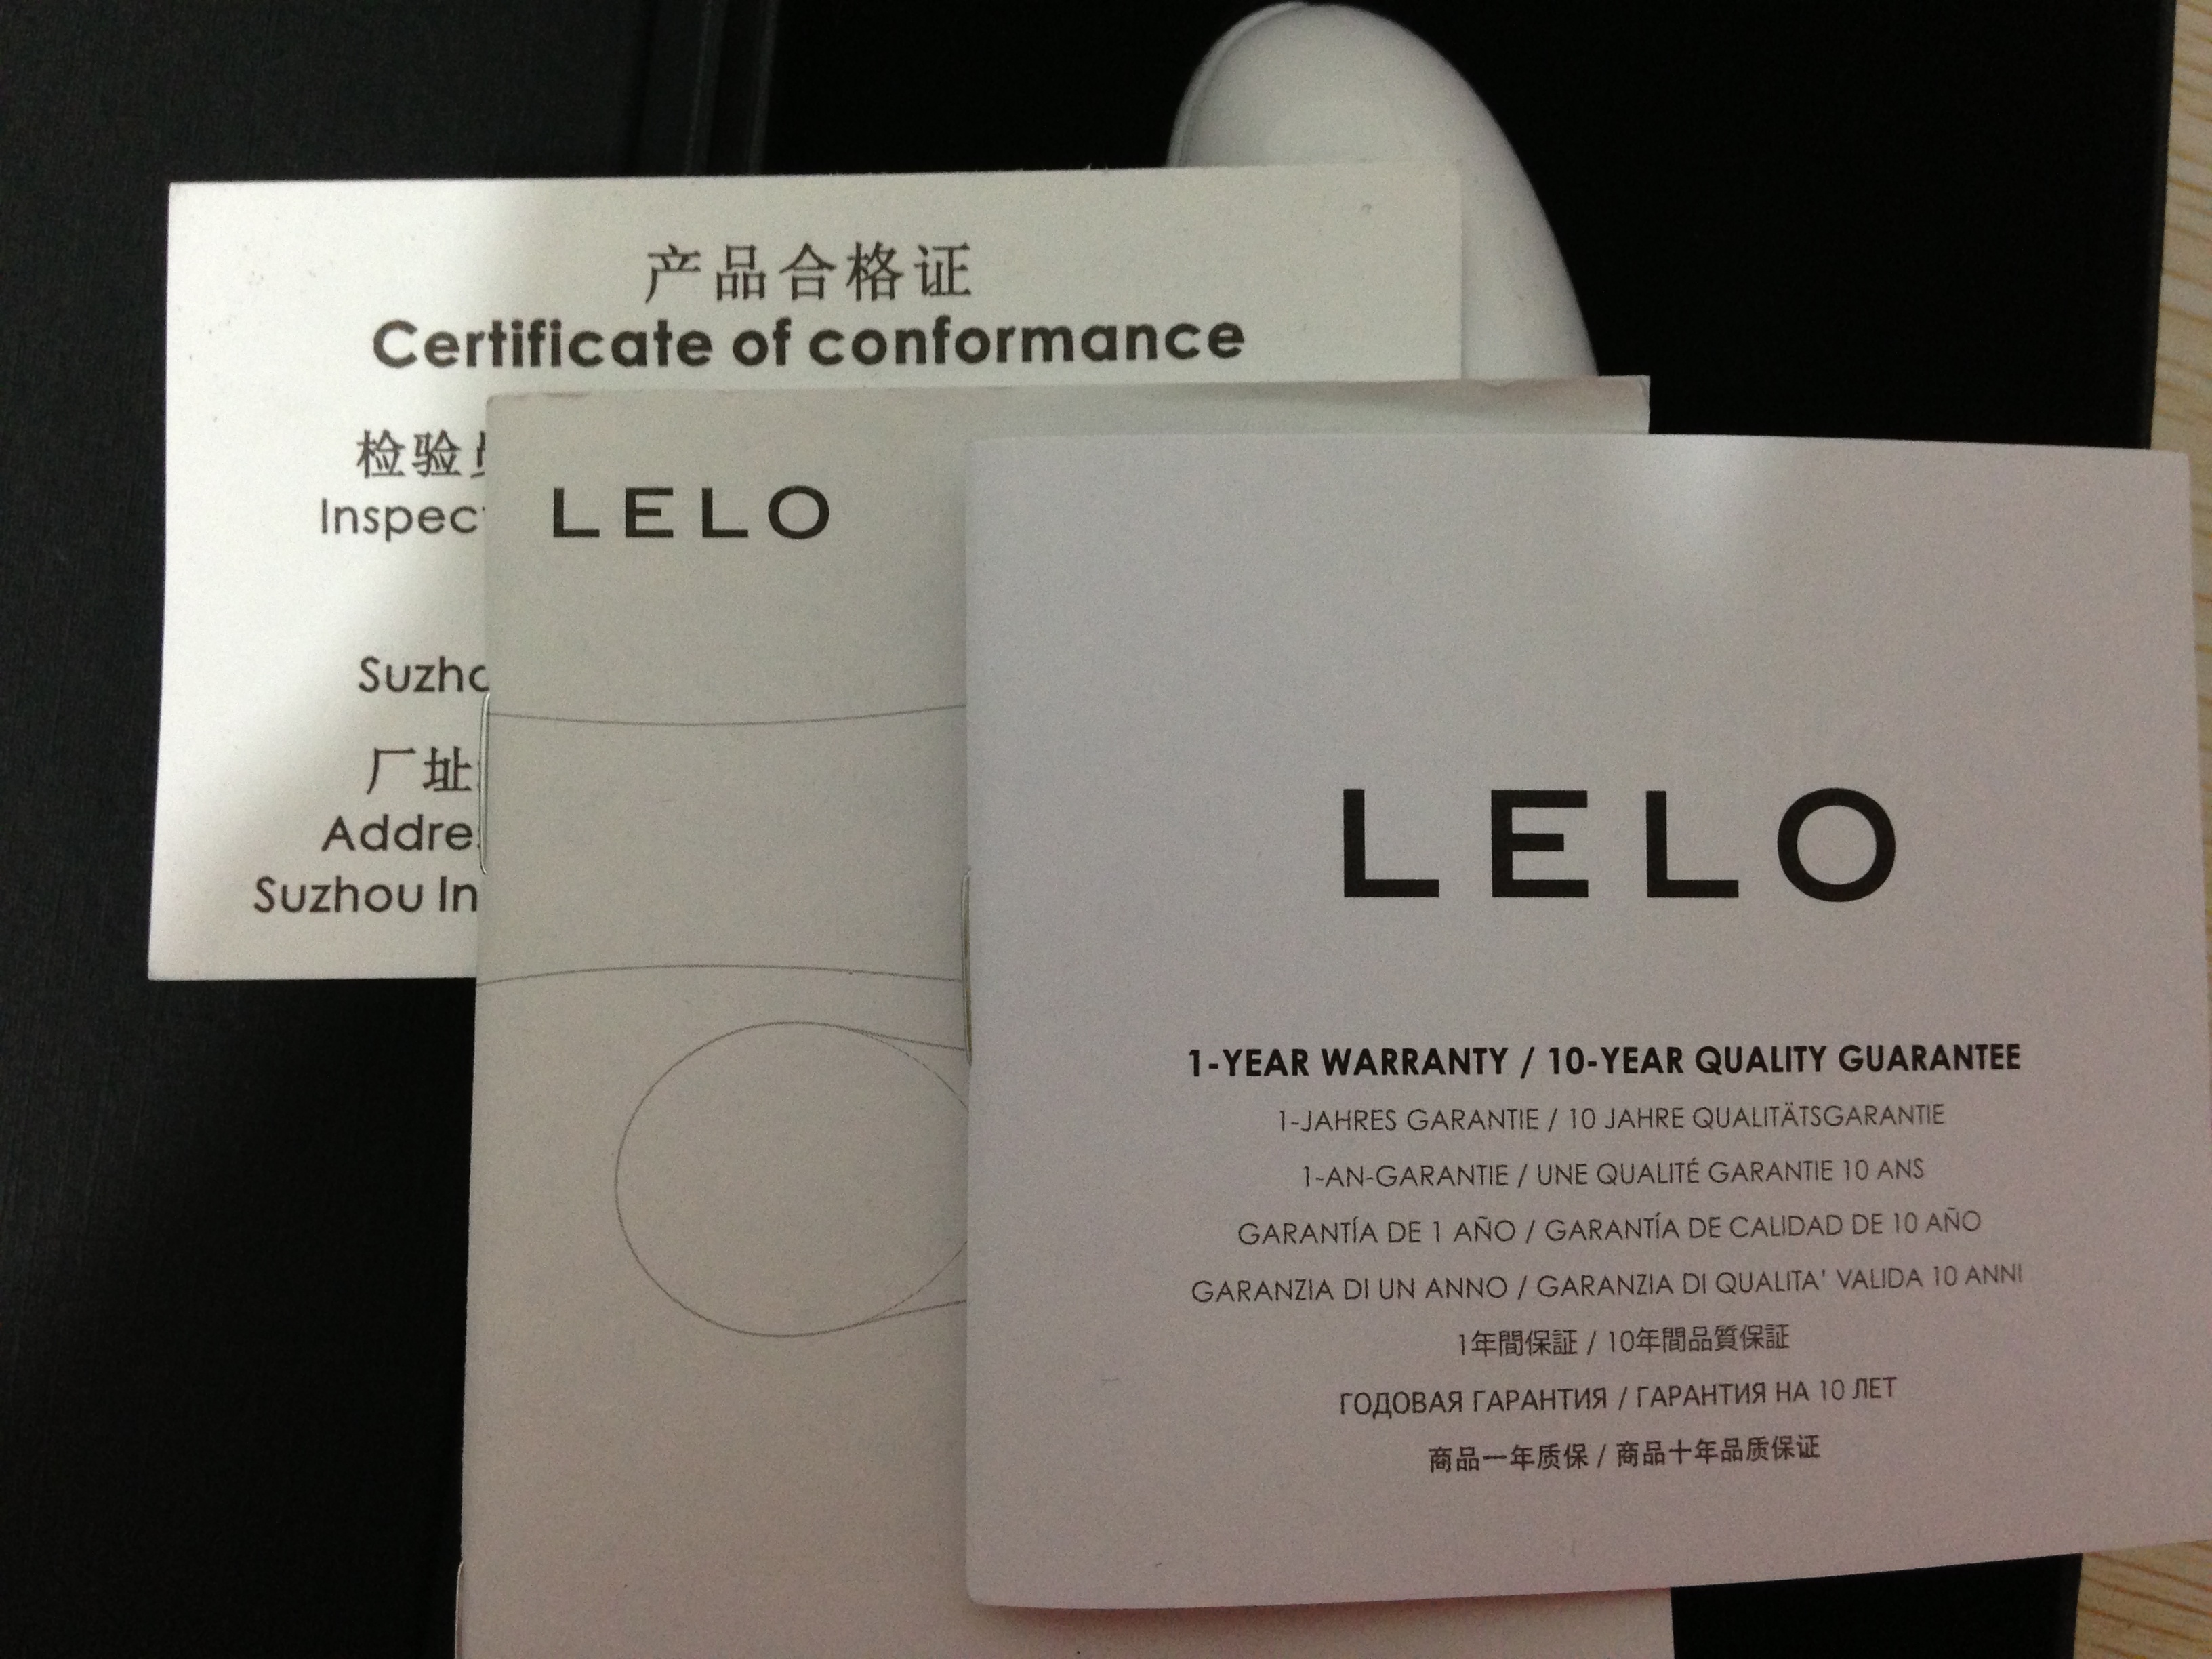 产品合格证
Certificate of conformance
检验
Suzhou In
LELO
LELO
1-YEAR WARRANTY / 10-YEAR QUALITY GUARANTEE
1-JAHRES GARANTIE / 10 JAHRE QUALITÄTSGARANTIE
1-AN-GARANTIE / UNE QUALITÉ GARANTIE 10 ANS
GARANTÍA DE 1 AÑO / GARANTÍA DE CALIDAD DE 10 AÑO
GARANZIA DI UN ANNO / GARANZIA DI QUALITA' VALIDA 10 ANNI
1年間保証 / 10年間品質保証
ГОДОВАЯ ГАРАНТИЯ / ГАРАНТИЯ НА 10 ЛЕТ
商品一年质保 / 商品十年品质保证
厂址